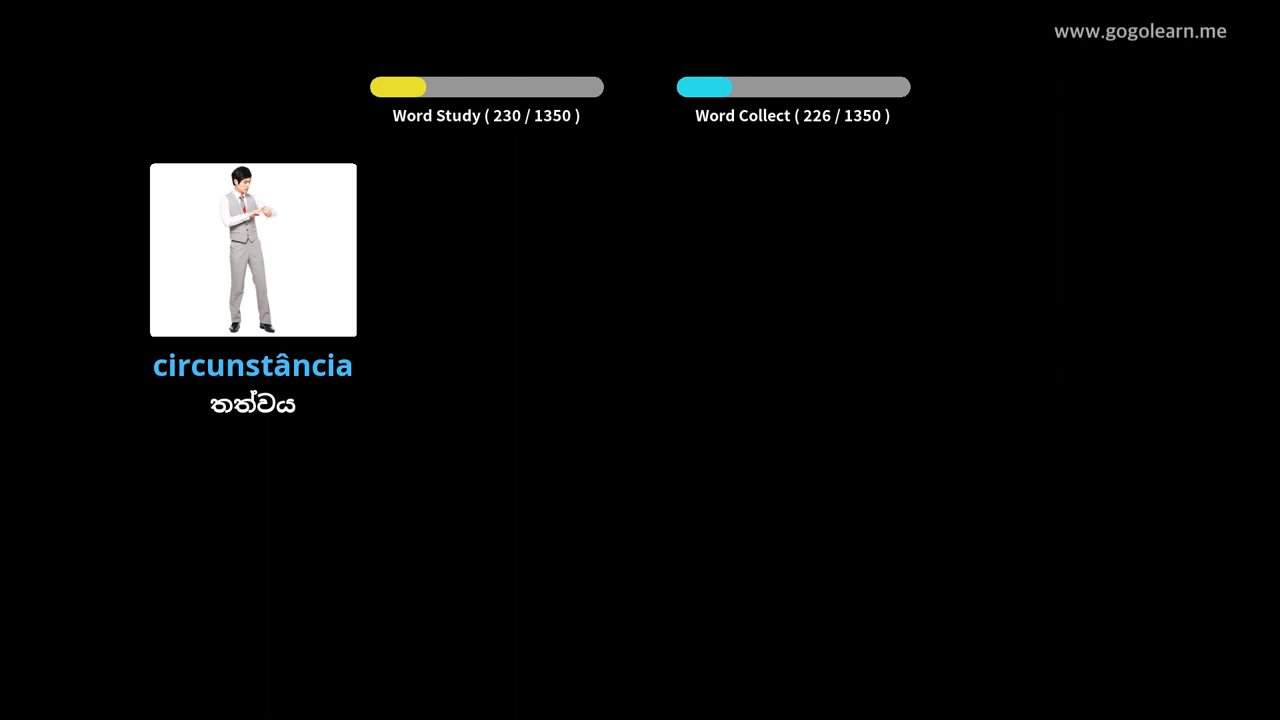 www.gogolearn.me
Word Study ( 230 / 1350 )
Word Collect ( 226 / 1350 )
circunstância
තත්වය